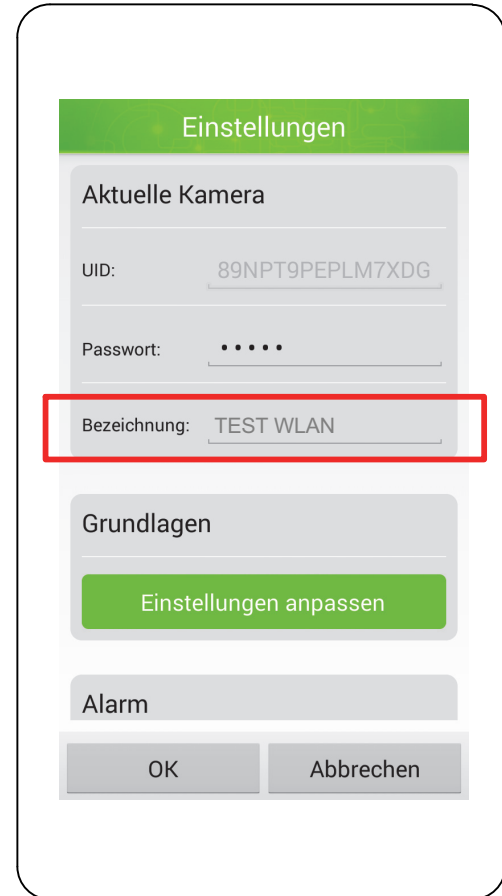 Einstellungen
Aktuelle Kamera
UID: 89NPT9PEPLM7XDG
Passwort: •••••
Bezeichnung: TEST WLAN
Grundlagen
Einstellungen anpassen
Alarm
OK Abbrechen